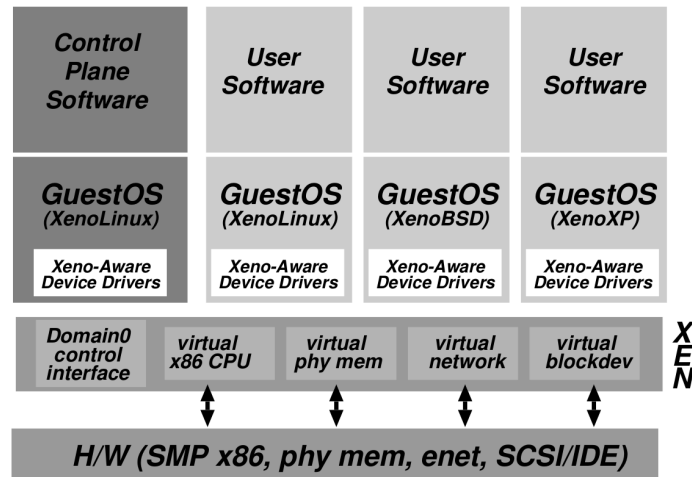 Control
Plane
Software
User
Software
User
Software
User
Software
GuestOS
(XenoLinux)
Xeno-Aware
Device Drivers
GuestOS
(XenoLinux)
Xeno-Aware
Device Drivers
GuestOS
(XenoBSD)
Xeno-Aware
Device Drivers
GuestOS
(XenoXP)
Xeno-Aware
Device Drivers
Domain0
control
interface
virtual
x86 CPU
virtual
phy mem
virtual
network
virtual
blockdev
X
E
N
H/W (SMP x86, phy mem, enet, SCSI/IDE)